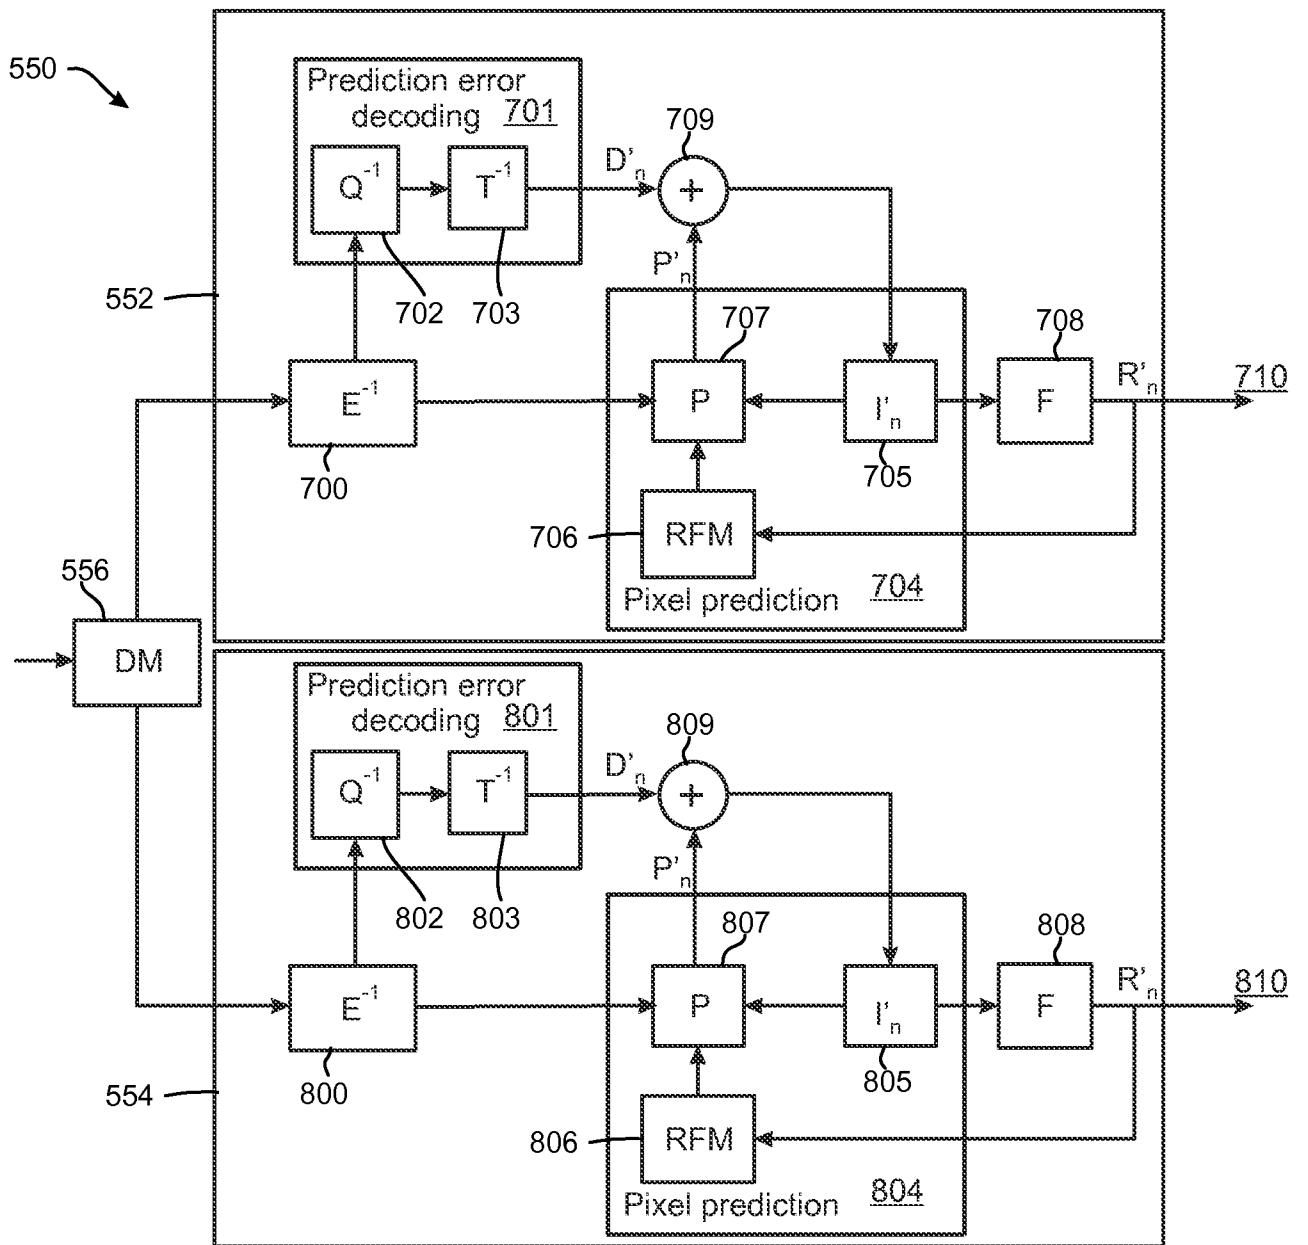 550
Prediction error
decoding 701
709
D'n
Q⁻¹
T⁻¹
P'n
552
702
703
707
708
R'n
710
E⁻¹
P
I'n
F
700
705
706
RFM
556
Pixel prediction
704
DM
Prediction error
decoding 801
809
D'n
Q⁻¹
T⁻¹
P'n
802
803
807
808
R'n
810
E⁻¹
P
I'n
F
554
800
805
806
RFM
Pixel prediction
804